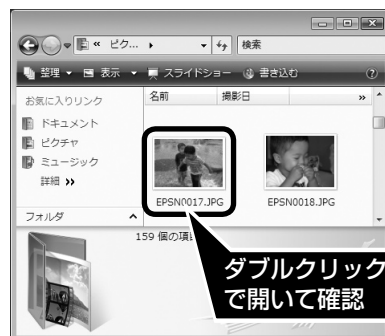 « ピク...
検索
整理 表示 スライドショー 書き込む
お気に入りリンク
ドキュメント
ピクチャ
ミュージック
詳細 »
フォルダ
名前 撮影日 »
EPSN0017.JPG
EPSN0018.JPG
159 個の項
ダブルクリック
で開いて確認